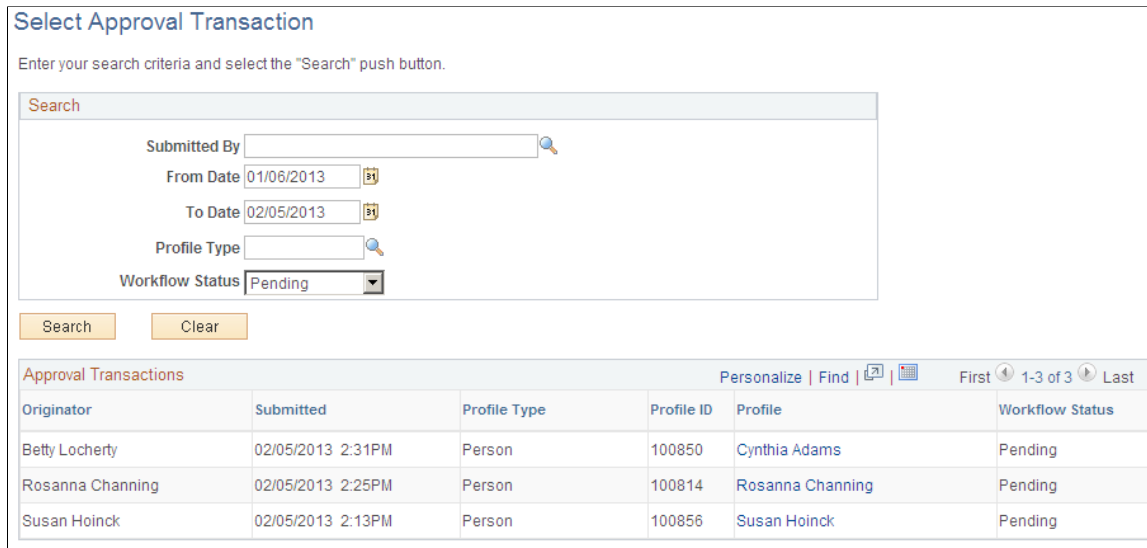 Select Approval Transaction
Enter your search criteria and select the "Search" push button.
Search
Submitted By
From Date 01/06/2013 31
To Date 02/05/2013 31
Profile Type
Workflow Status Pending
Search Clear
Approval Transactions Personalize | Find | | First 1-3 of 3 Last
Originator Submitted Profile Type Profile ID Profile Workflow Status
Betty Locherty 02/05/2013 2:31PM Person 100850 Cynthia Adams Pending
Rosanna Channing 02/05/2013 2:25PM Person 100814 Rosanna Channing Pending
Susan Hoinck 02/05/2013 2:13PM Person 100856 Susan Hoinck Pending